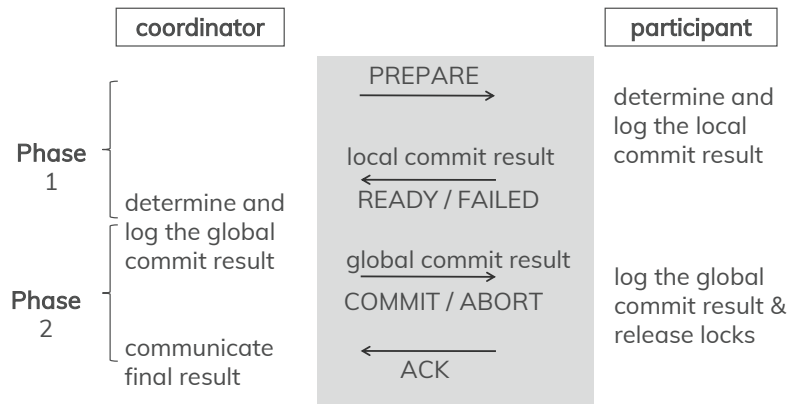 coordinator
participant
PREPARE
determine and
log the local
commit result
Phase
1
local commit result
READY / FAILED
determine and
log the global
commit result
global commit result
COMMIT / ABORT
log the global
commit result &
release locks
Phase
2
communicate
final result
ACK